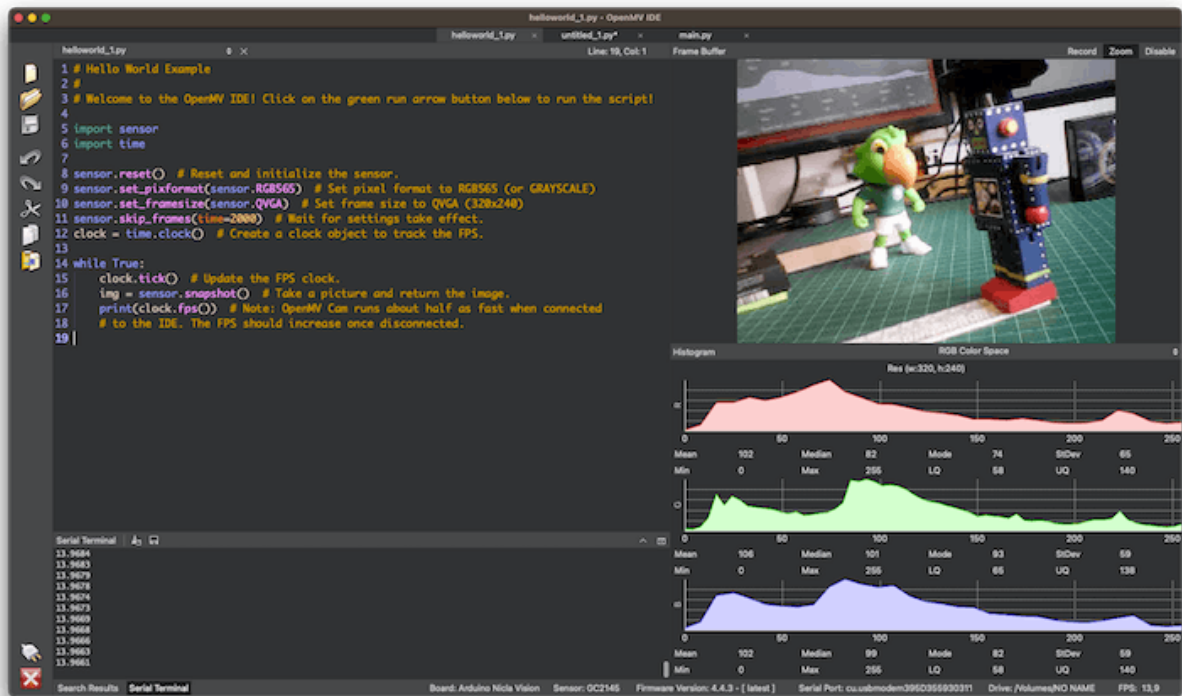 helloworld_1.py - OpenMV IDE
helloworld_1.py
untitled_1.py*
main.py
helloworld_1.py
Line: 19, Col: 1
Frame Buffer
Record
Zoom
Disable
1 # Hello World Example
2 #
3 # Welcome to the OpenMV IDE! Click on the green run arrow button below to run the script!
4
5 import sensor
6 import time
7
8 sensor.reset()  # Reset and initialize the sensor.
9 sensor.set_pixformat(sensor.RGB565)  # Set pixel format to RGB565 (or GRAYSCALE)
10 sensor.set_framesize(sensor.QVGA)  # Set frame size to QVGA (320x240)
11 sensor.skip_frames(time=2000)  # Wait for settings take effect.
12 clock = time.clock()  # Create a clock object to track the FPS.
13
14 while True:
15     clock.tick()  # Update the FPS clock.
16     img = sensor.snapshot()  # Take a picture and return the image.
17     print(clock.fps())  # Note: OpenMV Cam runs about half as fast when connected
18     # to the IDE. The FPS should increase once disconnected.
19
Histogram
RGB Color Space
Res (w:320, h:240)
R
0 50 100 150 200 250
Mean 102 Median 82 Mode 74 StDev 65
Min 0 Max 255 LQ 58 UQ 140
G
0 50 100 150 200 250
Mean 106 Median 101 Mode 93 StDev 59
Min 0 Max 255 LQ 65 UQ 138
B
0 50 100 150 200 250
Mean 102 Median 99 Mode 82 StDev 59
Min 0 Max 255 LQ 58 UQ 140
Serial Terminal
13.9684
13.9683
13.9679
13.9678
13.9674
13.9673
13.9669
13.9668
13.9666
13.9663
13.9661
Search Results
Serial Terminal
Board: Arduino Nicla Vision
Sensor: GC2145
Firmware Version: 4.4.3 - [ latest ]
Serial Port: cu.usbmodem395D355930311
Drive: /Volumes/NO NAME
FPS: 13,9